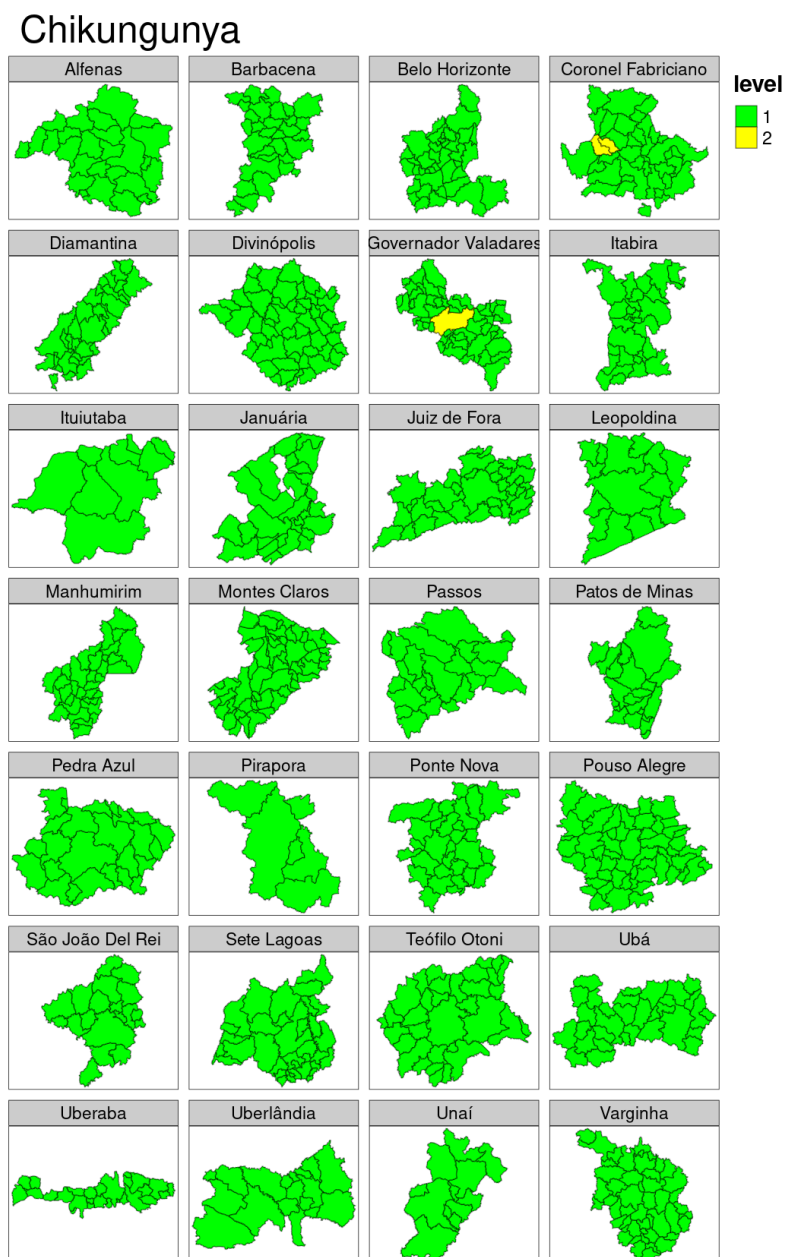 Chikungunya
Alfenas
Barbacena
Belo Horizonte
Coronel Fabriciano
level
1
2
Diamantina
Divinópolis
Governador Valadares
Itabira
Ituiutaba
Januária
Juiz de Fora
Leopoldina
Manhumirim
Montes Claros
Passos
Patos de Minas
Pedra Azul
Pirapora
Ponte Nova
Pouso Alegre
São João Del Rei
Sete Lagoas
Teófilo Otoni
Ubá
Uberaba
Uberlândia
Unaí
Varginha